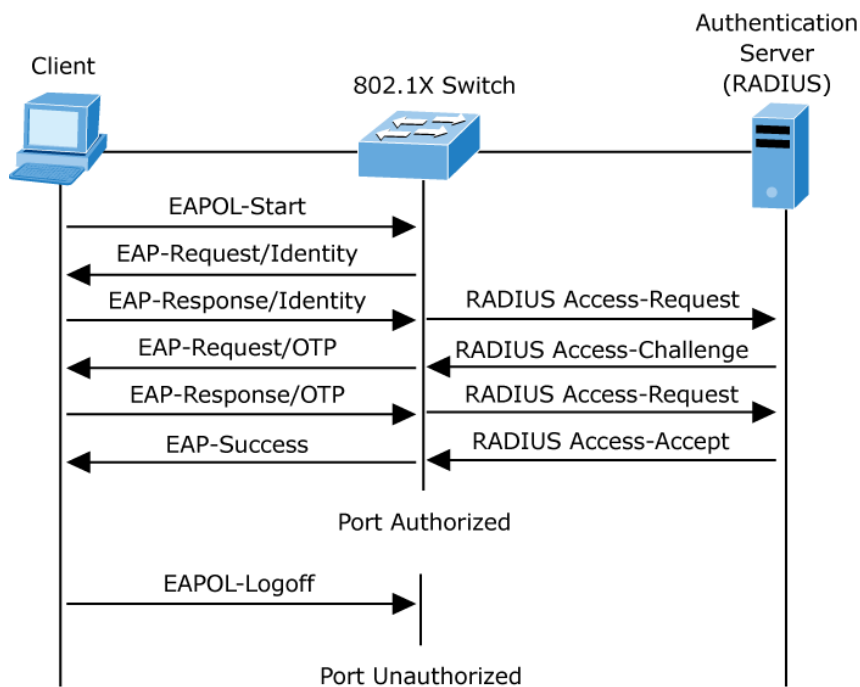 Authentication
Server
(RADIUS)
Client
802.1X Switch
EAPOL-Start
EAP-Request/Identity
EAP-Response/Identity
RADIUS Access-Request
EAP-Request/OTP
RADIUS Access-Challenge
EAP-Response/OTP
RADIUS Access-Request
EAP-Success
RADIUS Access-Accept
Port Authorized
EAPOL-Logoff
Port Unauthorized